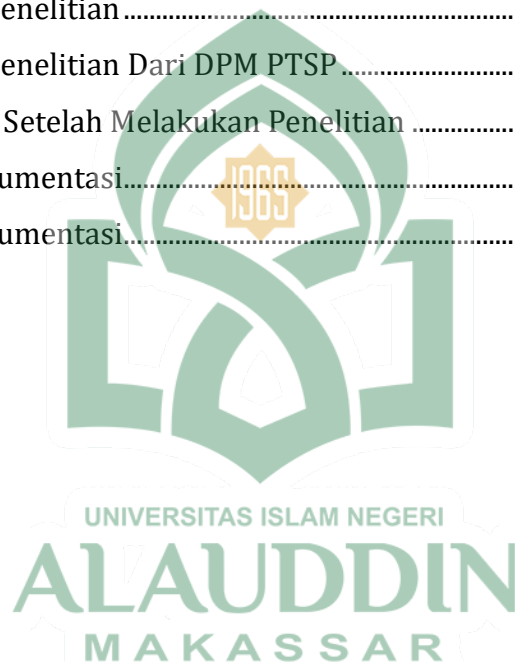 enelitian ........................................................................
enelitian Dari DPM PTSP ................................
Setelah Melakukan Penelitian ..................
umentasi........................................................................
umentasi........................................................................
1965
UNIVERSITAS ISLAM NEGERI
ALAUDDIN
MAKASSAR